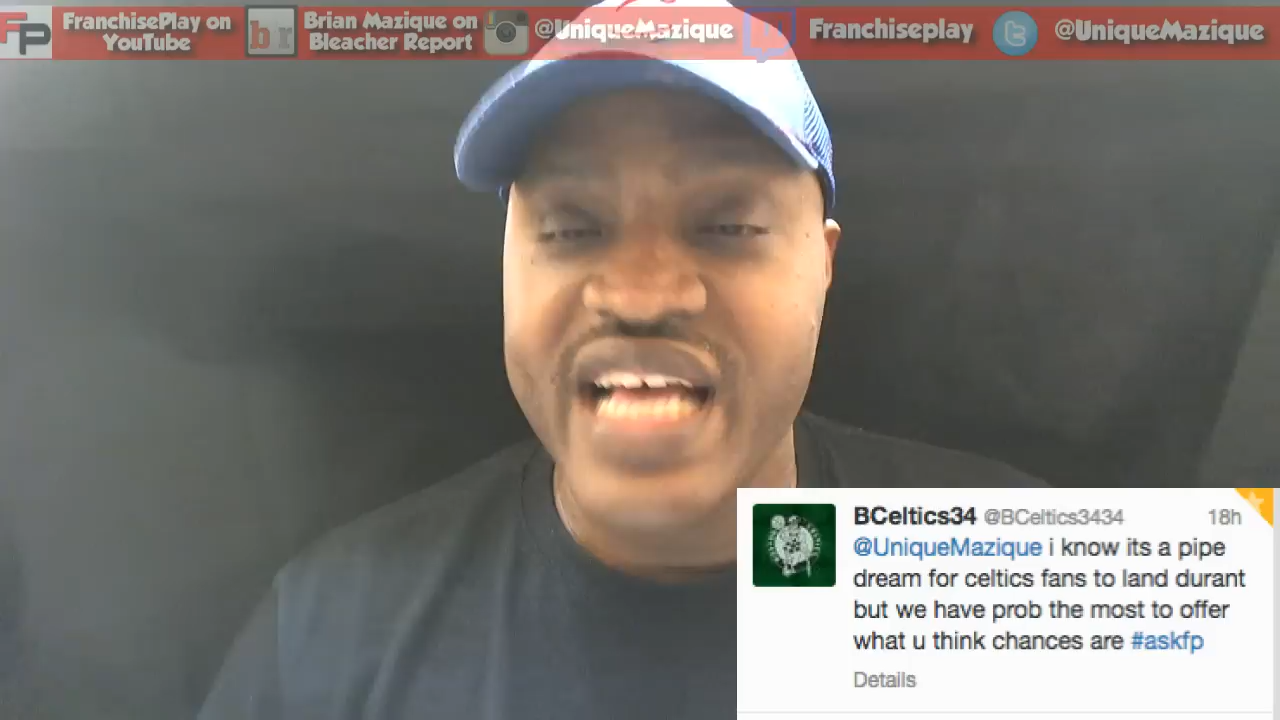 FP
FranchisePlay on
YouTube
br
Brian Mazique on
Bleacher Report
@UniqueMazique
Franchiseplay
@UniqueMazique
BCeltics34 @BCeltics3434 18h
@UniqueMazique i know its a pipe
dream for celtics fans to land durant
but we have prob the most to offer
what u think chances are #askfp
Details